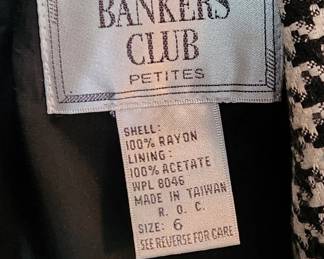 BANKERS
CLUB
PETITES
SHELL:
100% RAYON
LINING:
100% ACETATE
WPL 8046
MADE IN TAIWAN
R. O. C.
SIZE: 6
SEE REVERSE FOR CARE